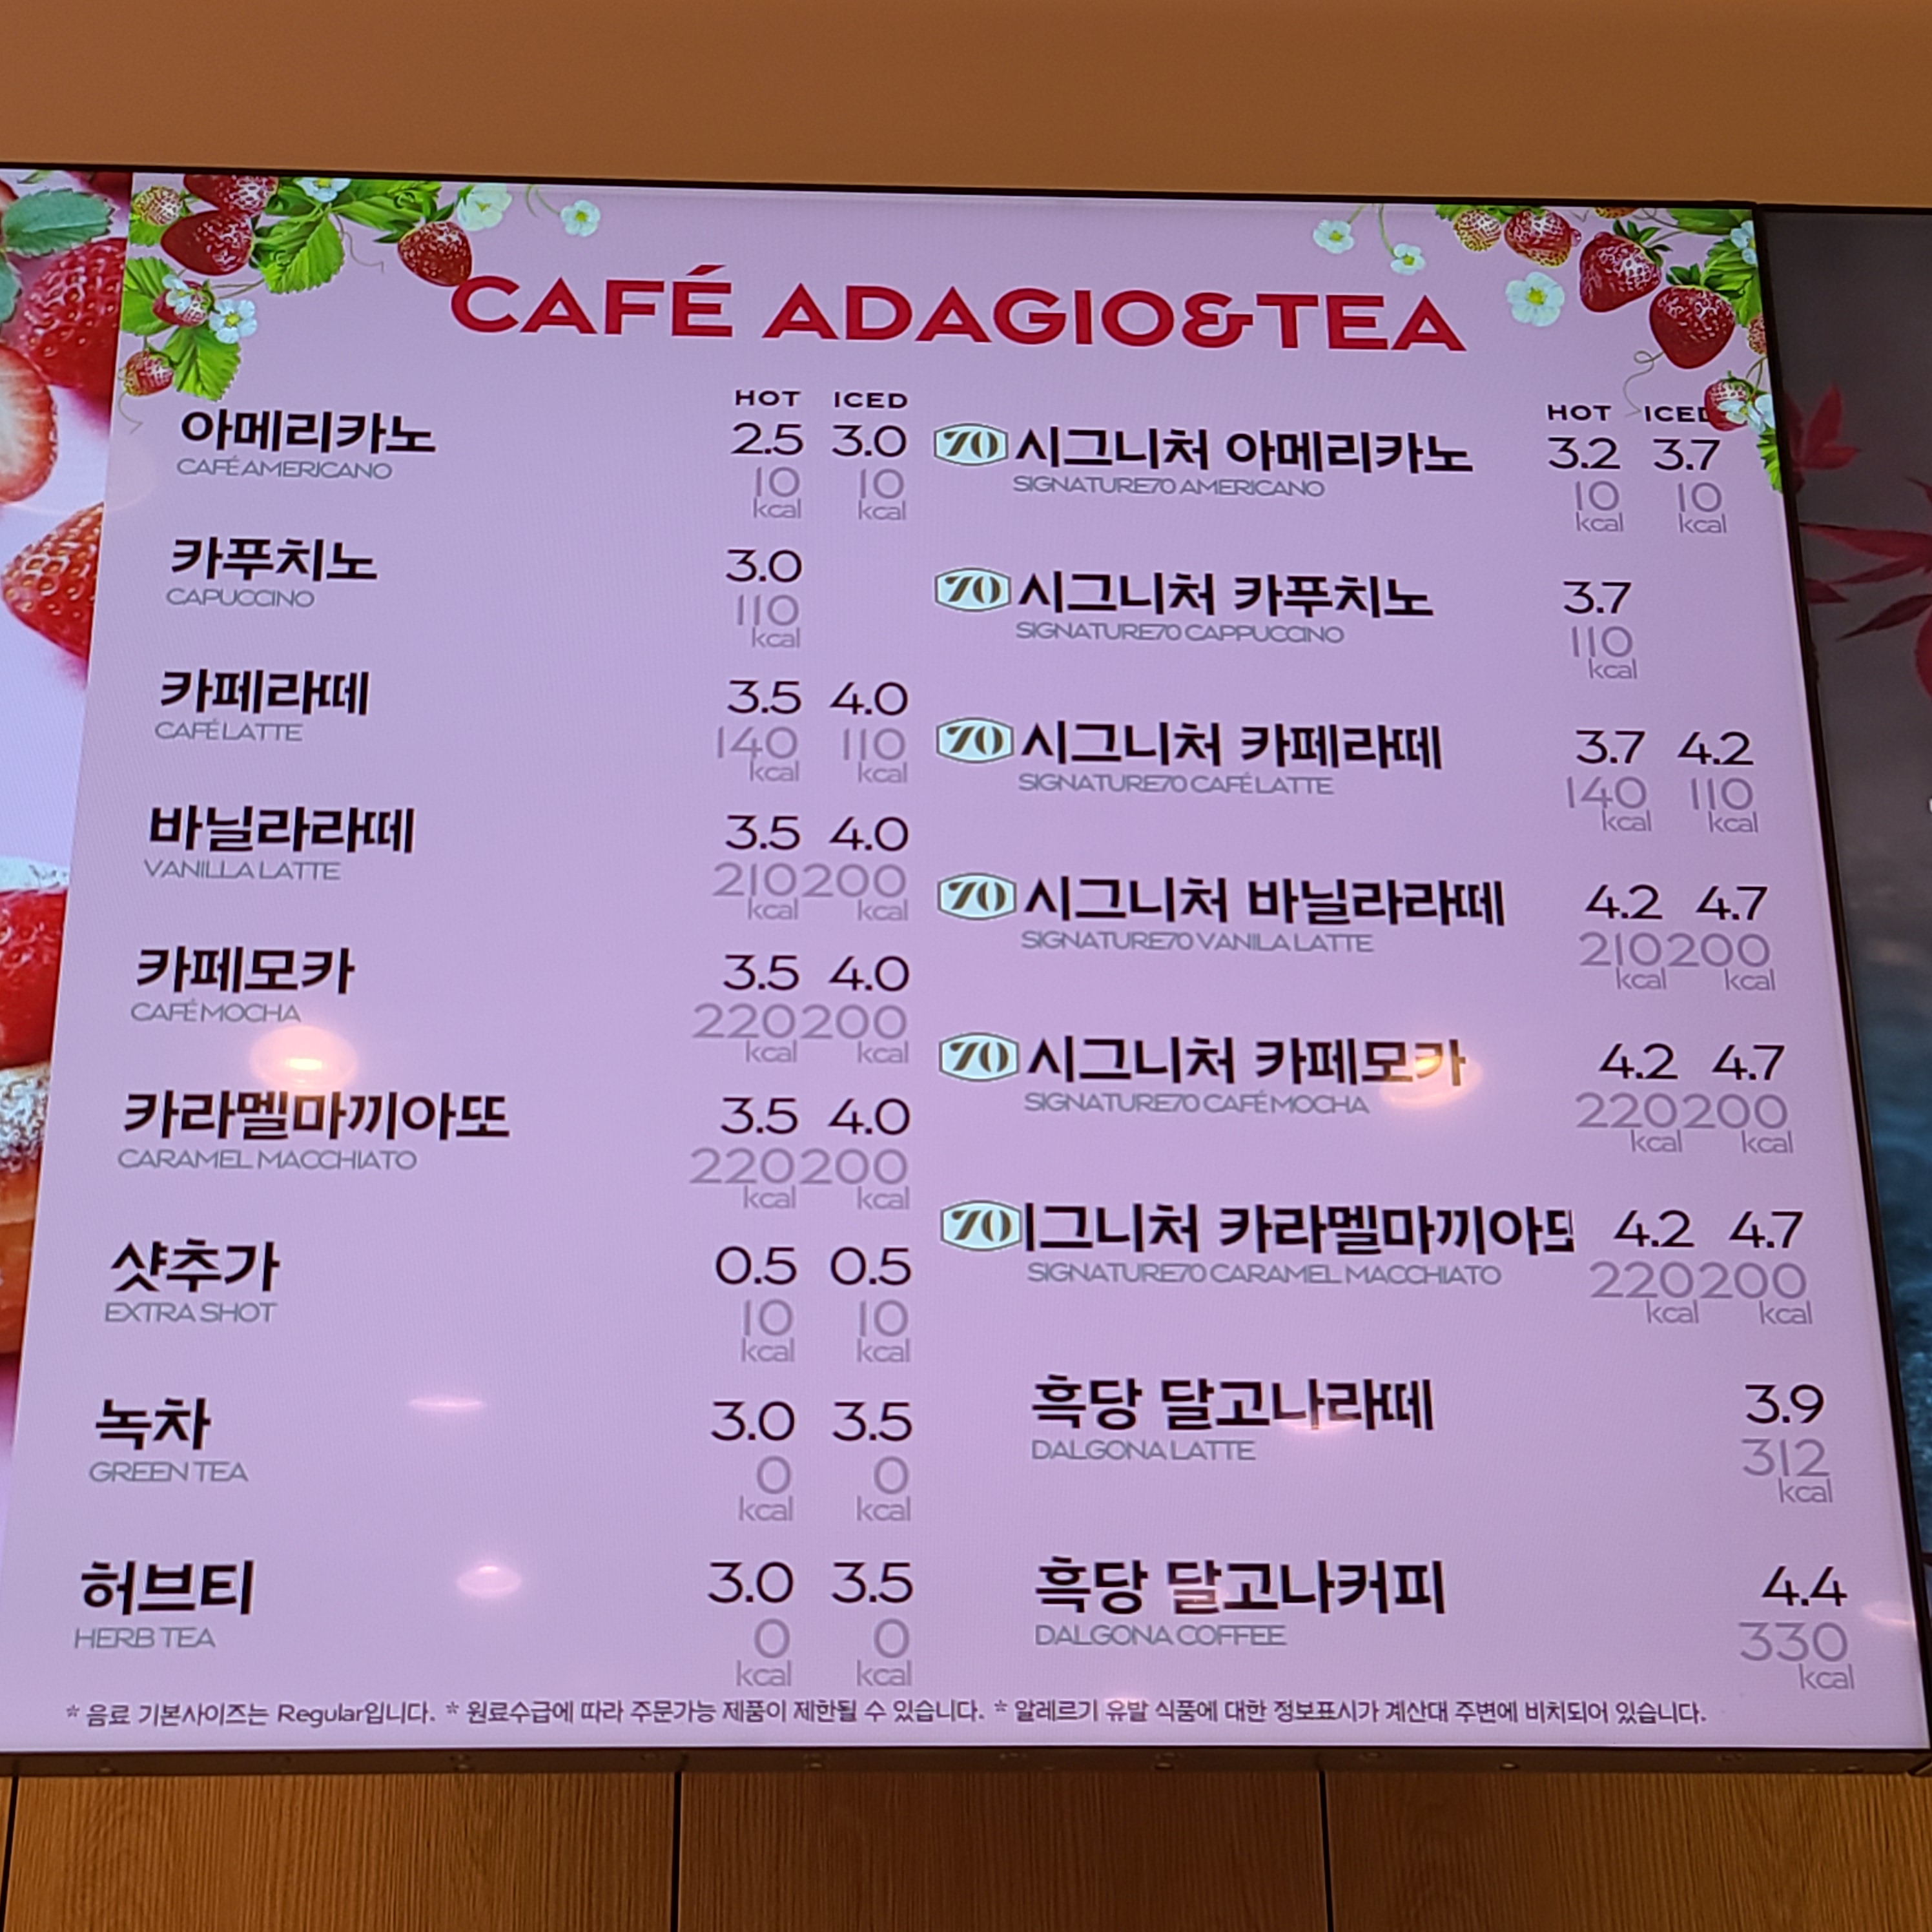 CAFÉ ADAGIO&TEA
HOT ICED
아메리카노 2.5 3.0
CAFÉ AMERICANO 10 kcal 10 kcal
카푸치노 3.0
CAPUCCINO 110 kcal
카페라떼 3.5 4.0
CAFÉ LATTE 140 kcal 110 kcal
바닐라라떼 3.5 4.0
VANILLA LATTE 210 kcal 200 kcal
카페모카 3.5 4.0
CAFÉ MOCHA 220 kcal 200 kcal
카라멜마끼아또 3.5 4.0
CARAMEL MACCHIATO 220 kcal 200 kcal
샷추가 0.5 0.5
EXTRA SHOT 10 kcal 10 kcal
녹차 3.0 3.5
GREEN TEA 0 kcal 0 kcal
허브티 3.0 3.5
HERB TEA 0 kcal 0 kcal
HOT ICED
70 시그니처 아메리카노 3.2 3.7
SIGNATURE70 AMERICANO 10 kcal 10 kcal
70 시그니처 카푸치노 3.7
SIGNATURE70 CAPPUCCINO 110 kcal
70 시그니처 카페라떼 3.7 4.2
SIGNATURE70 CAFÉ LATTE 140 kcal 110 kcal
70 시그니처 바닐라라떼 4.2 4.7
SIGNATURE70 VANILA LATTE 210 kcal 200 kcal
70 시그니처 카페모카 4.2 4.7
SIGNATURE70 CAFÉ MOCHA 220 kcal 200 kcal
70 시그니처 카라멜마끼아또 4.2 4.7
SIGNATURE70 CARAMEL MACCHIATO 220 kcal 200 kcal
흑당 달고나라떼 3.9
DALGONA LATTE 312 kcal
흑당 달고나커피 4.4
DALGONA COFFEE 330 kcal
* 음료 기본사이즈는 Regular입니다. * 원료수급에 따라 주문가능 제품이 제한될 수 있습니다. * 알레르기 유발 식품에 대한 정보표시가 계산대 주변에 비치되어 있습니다.